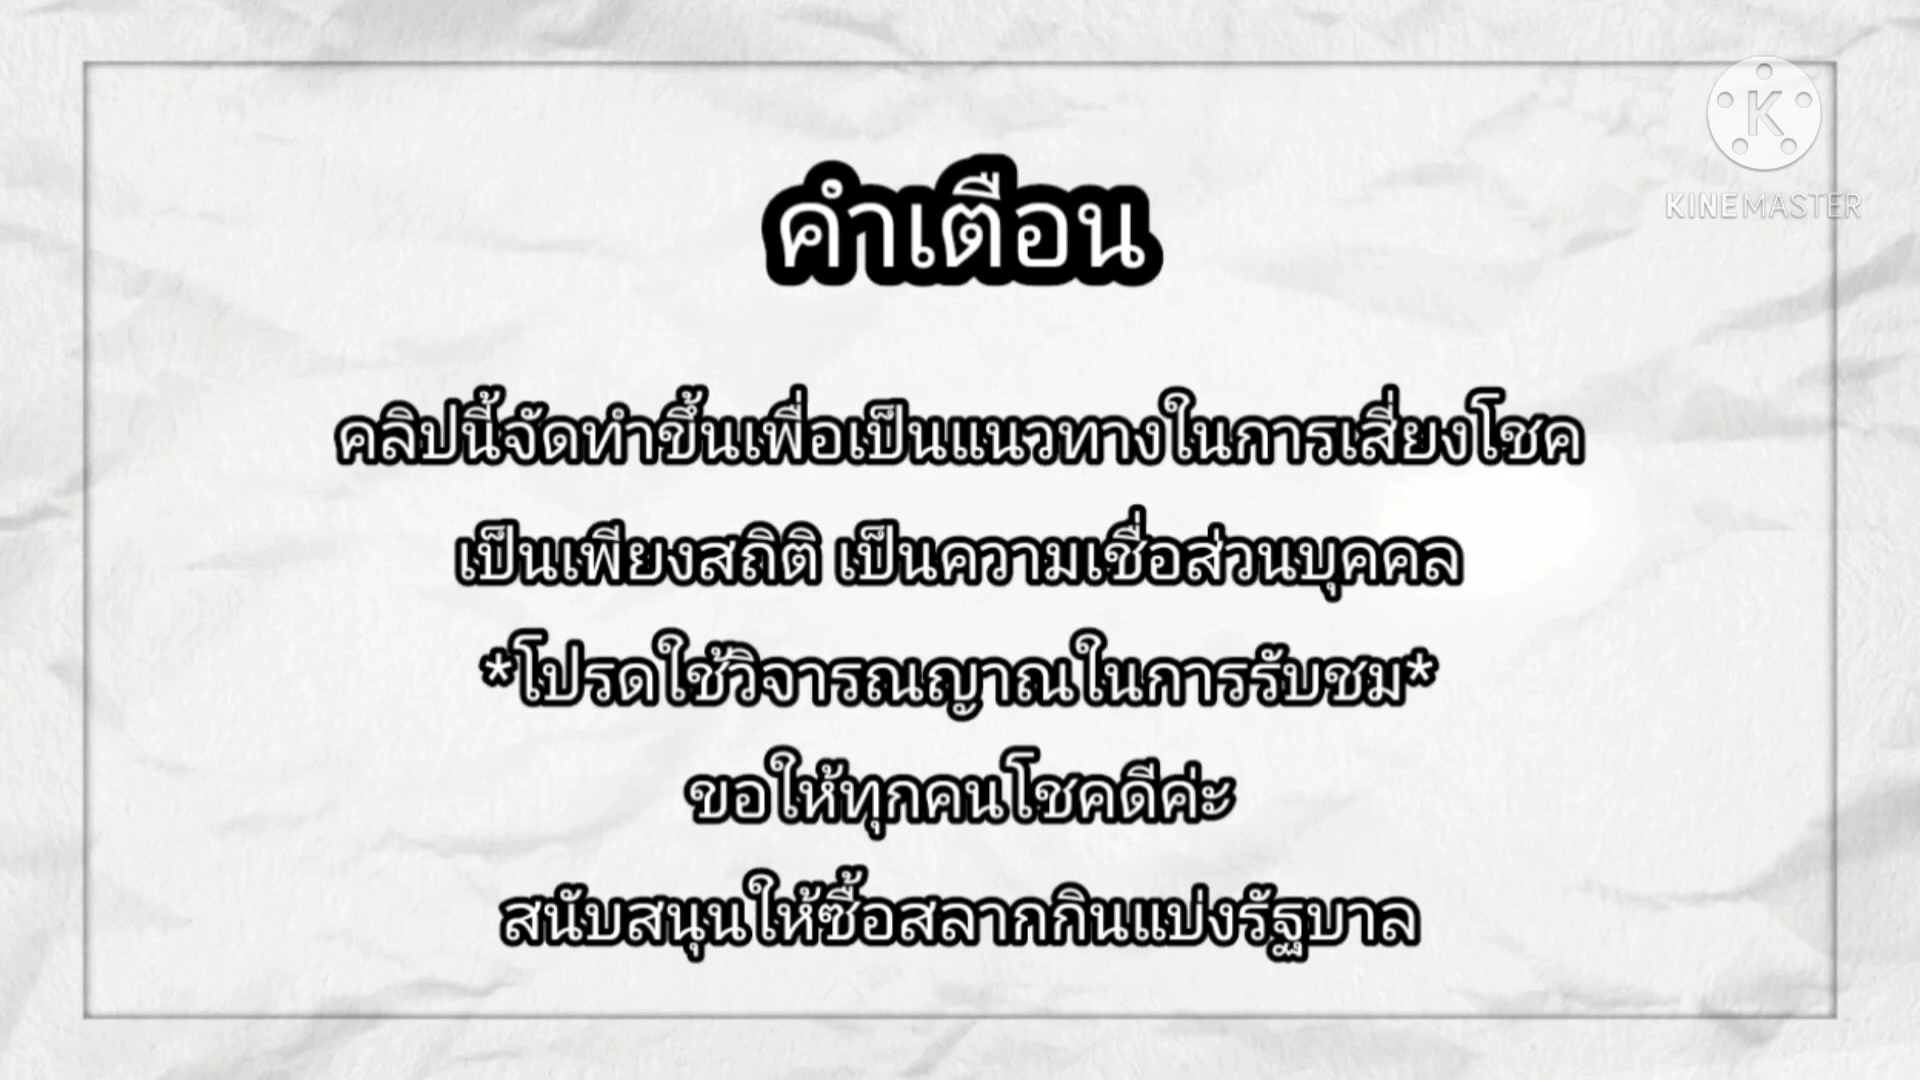 คำเตือน
คลิปนี้จัดทำขึ้นเพื่อเป็นแนวทางในการเสี่ยงโชค
เป็นเพียงสถิติ เป็นความเชื่อส่วนบุคคล
*โปรดใช้วิจารณญาณในการรับชม*
ขอให้ทุกคนโชคดีค่ะ
สนับสนุนให้ซื้อสลากกินแบ่งรัฐบาล
K
KINEMASTER